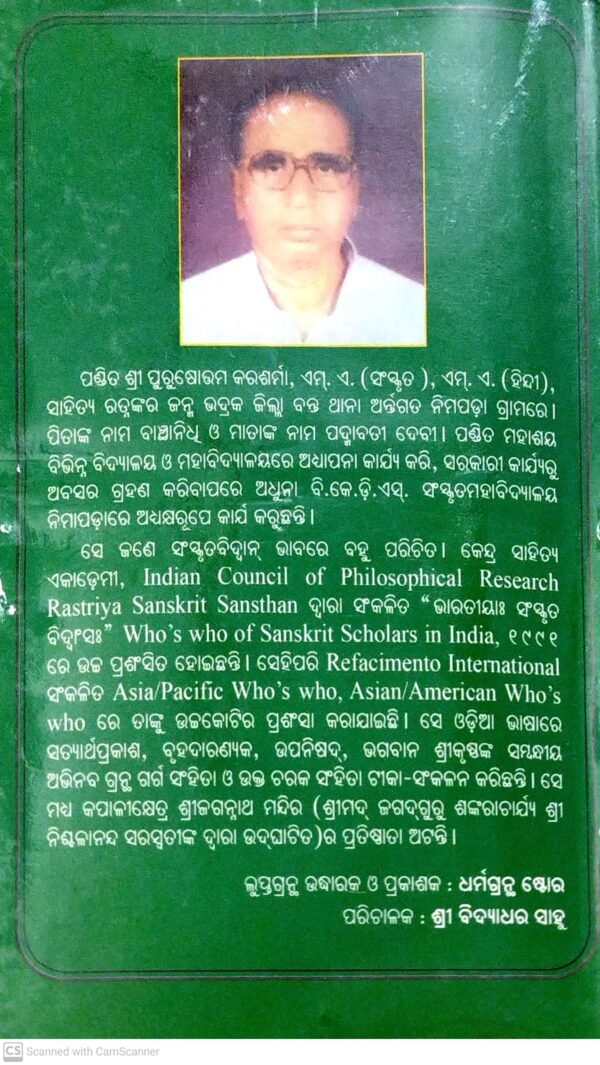 ପଣ୍ଡିତ ଶ୍ରୀ ପୁରୁଷୋତ୍ତମ କରଶର୍ମା, ଏମ୍. ଏ. (ସଂସ୍କୃତ ), ଏମ୍. ଏ. (ହିନ୍ଦୀ),
ସାହିତ୍ୟ ରତ୍ନଙ୍କର ଜନ୍ମ ଭଦ୍ରକ ଜିଲ୍ଲା ବନ୍ତ ଥାନା ଅର୍ନ୍ତଗତ ନିମପଡ଼ା ଗ୍ରାମରେ।
ପିତାଙ୍କ ନାମ ବାଞ୍ଛାନିଧି ଓ ମାତାଙ୍କ ନାମ ପଦ୍ମାବତୀ ଦେବୀ। ପଣ୍ଡିତ ମହାଶୟ
ବିଭିନ୍ନ ବିଦ୍ୟାଳୟ ଓ ମହାବିଦ୍ୟାଳୟରେ ଅଧ୍ୟାପନା କାର୍ଯ୍ୟ କରି, ସରକାରୀ କାର୍ଯ୍ୟରୁ
ଅବସର ଗ୍ରହଣ କରିବାପରେ ଅଧୁନା ବି.କେ.ଡ଼ି.ଏସ୍. ସଂସ୍କୃତମହାବିଦ୍ୟାଳୟ
ନିମାପଡ଼ାରେ ଅଧ୍ୟକ୍ଷରୂପେ କାର୍ଯ କରୁଛନ୍ତି।
ସେ ଜଣେ ସଂସ୍କୃତବିଦ୍ୱାନ୍ ଭାବରେ ବହୁ ପରିଚିତ। କେନ୍ଦ୍ର ସାହିତ୍ୟ
ଏକାଡ଼େମୀ, Indian Council of Philosophical Research
Rastriya Sanskrit Sansthan ଦ୍ୱାରା ସଂକଳିତ “ଭାରତୀୟାଃ ସଂସ୍କୃତ
ବିଦ୍ୱଂସଃ” Who’s who of Sanskrit Scholars in India, ୧୯୯୧
ରେ ଉଚ୍ଚ ପ୍ରଶଂସିତ ହୋଇଛନ୍ତି। ସେହିପରି Refacimento International
ସଂକଳିତ Asia/Pacific Who’s who, Asian/American Who’s
who ରେ ତାଙ୍କୁ ଉଚ୍ଚକୋଟିର ପ୍ରଶଂସା କରାଯାଇଛି। ସେ ଓଡ଼ିଆ ଭାଷାରେ
ସତ୍ୟାର୍ଥପ୍ରକାଶ, ବୃହଦାରଣ୍ୟକ, ଉପନିଷଦ୍, ଭଗବାନ ଶ୍ରୀକୃଷ୍ଣଙ୍କ ସମ୍ବନ୍ଧୀୟ
ଅଭିନବ ଗ୍ରନ୍ଥ ଗର୍ଗ ସଂହିତା ଓ ଉକ୍ତ ଚରକ ସଂହିତା ଟୀକା-ସଂକଳନ କରିଛନ୍ତି। ସେ
ମଧ୍ୟ କପାଳୀକ୍ଷେତ୍ର ଶ୍ରୀଜଗନ୍ନାଥ ମନ୍ଦିର (ଶ୍ରୀମଦ୍ ଜଗଦ୍‌ଗୁରୁ ଶଙ୍କରାଚାର୍ଯ୍ୟ ଶ୍ରୀ
ନିଶ୍ଚଳାନନ୍ଦ ସରସ୍ୱତୀଙ୍କ ଦ୍ୱାରା ଉଦ୍‌ଘାଟିତ)ର ପ୍ରତିଷ୍ଠାତା ଅଟନ୍ତି।
ଲୁପ୍ତଗ୍ରନ୍ଥ ଉଦ୍ଧାରକ ଓ ପ୍ରକାଶକ : ଧର୍ମଗ୍ରନ୍ଥ ଷ୍ଟୋର
ପରିଚାଳକ : ଶ୍ରୀ ବିଦ୍ୟାଧର ସାହୁ
CS Scanned with CamScanner